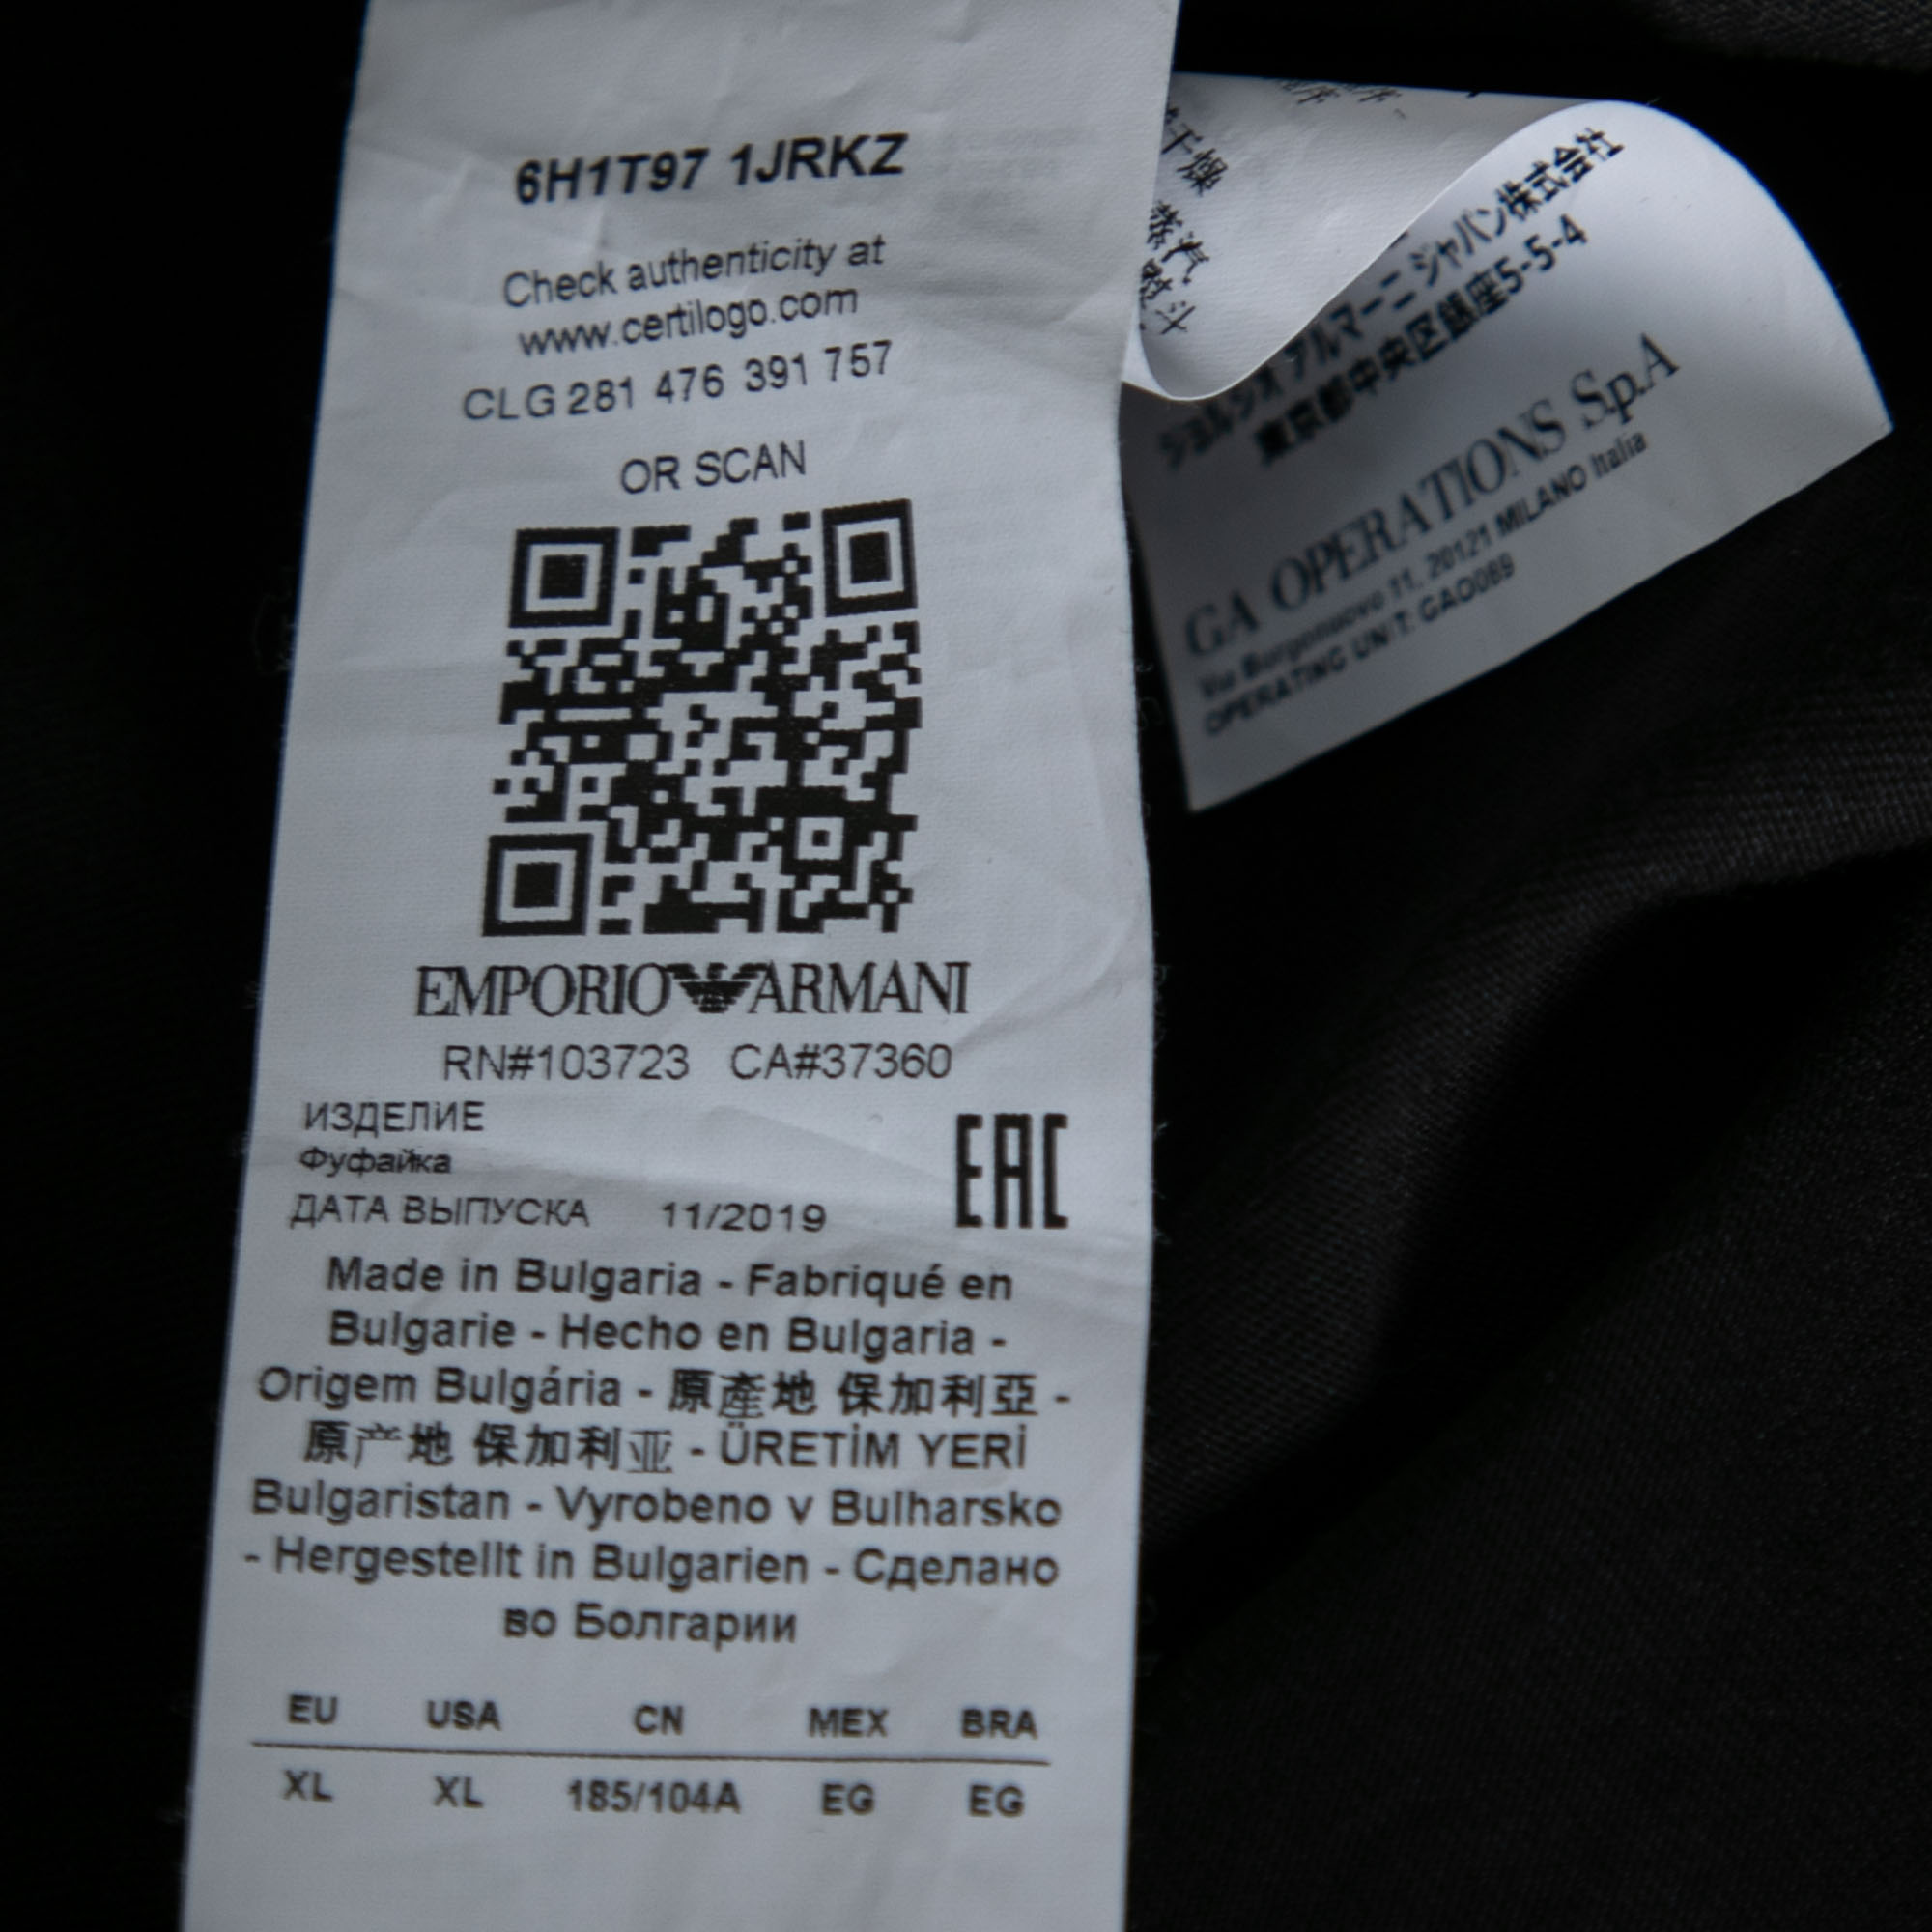 6H1T97 1JRKZ
Check authenticity at
www.certilogo.com
CLG 281 476 391 757
OR SCAN
EMPORIO ARMANI
RN#103723 CA#37360
ИЗДЕЛИЕ
Фуфайка
ДАТА ВЫПУСКА 11/2019
EAC
Made in Bulgaria - Fabriqué en
Bulgarie - Hecho en Bulgaria -
Origem Bulgária - 原產地 保加利亞 -
原产地 保加利亚 - ÜRETİM YERİ
Bulgaristan - Vyrobeno v Bulharsko
- Hergestellt in Bulgarien - Сделано
во Болгарии
EU USA CN MEX BRA
XL XL 185/104A EG EG
干燥
蒸汽
熨斗
ジョルジオ アルマーニ ジャパン株式会社
東京都中央区銀座5-5-4
GA OPERATIONS S.p.A
Via Borgonuovo 11, 20121 MILANO Italia
OPERATING UNIT: GAO089